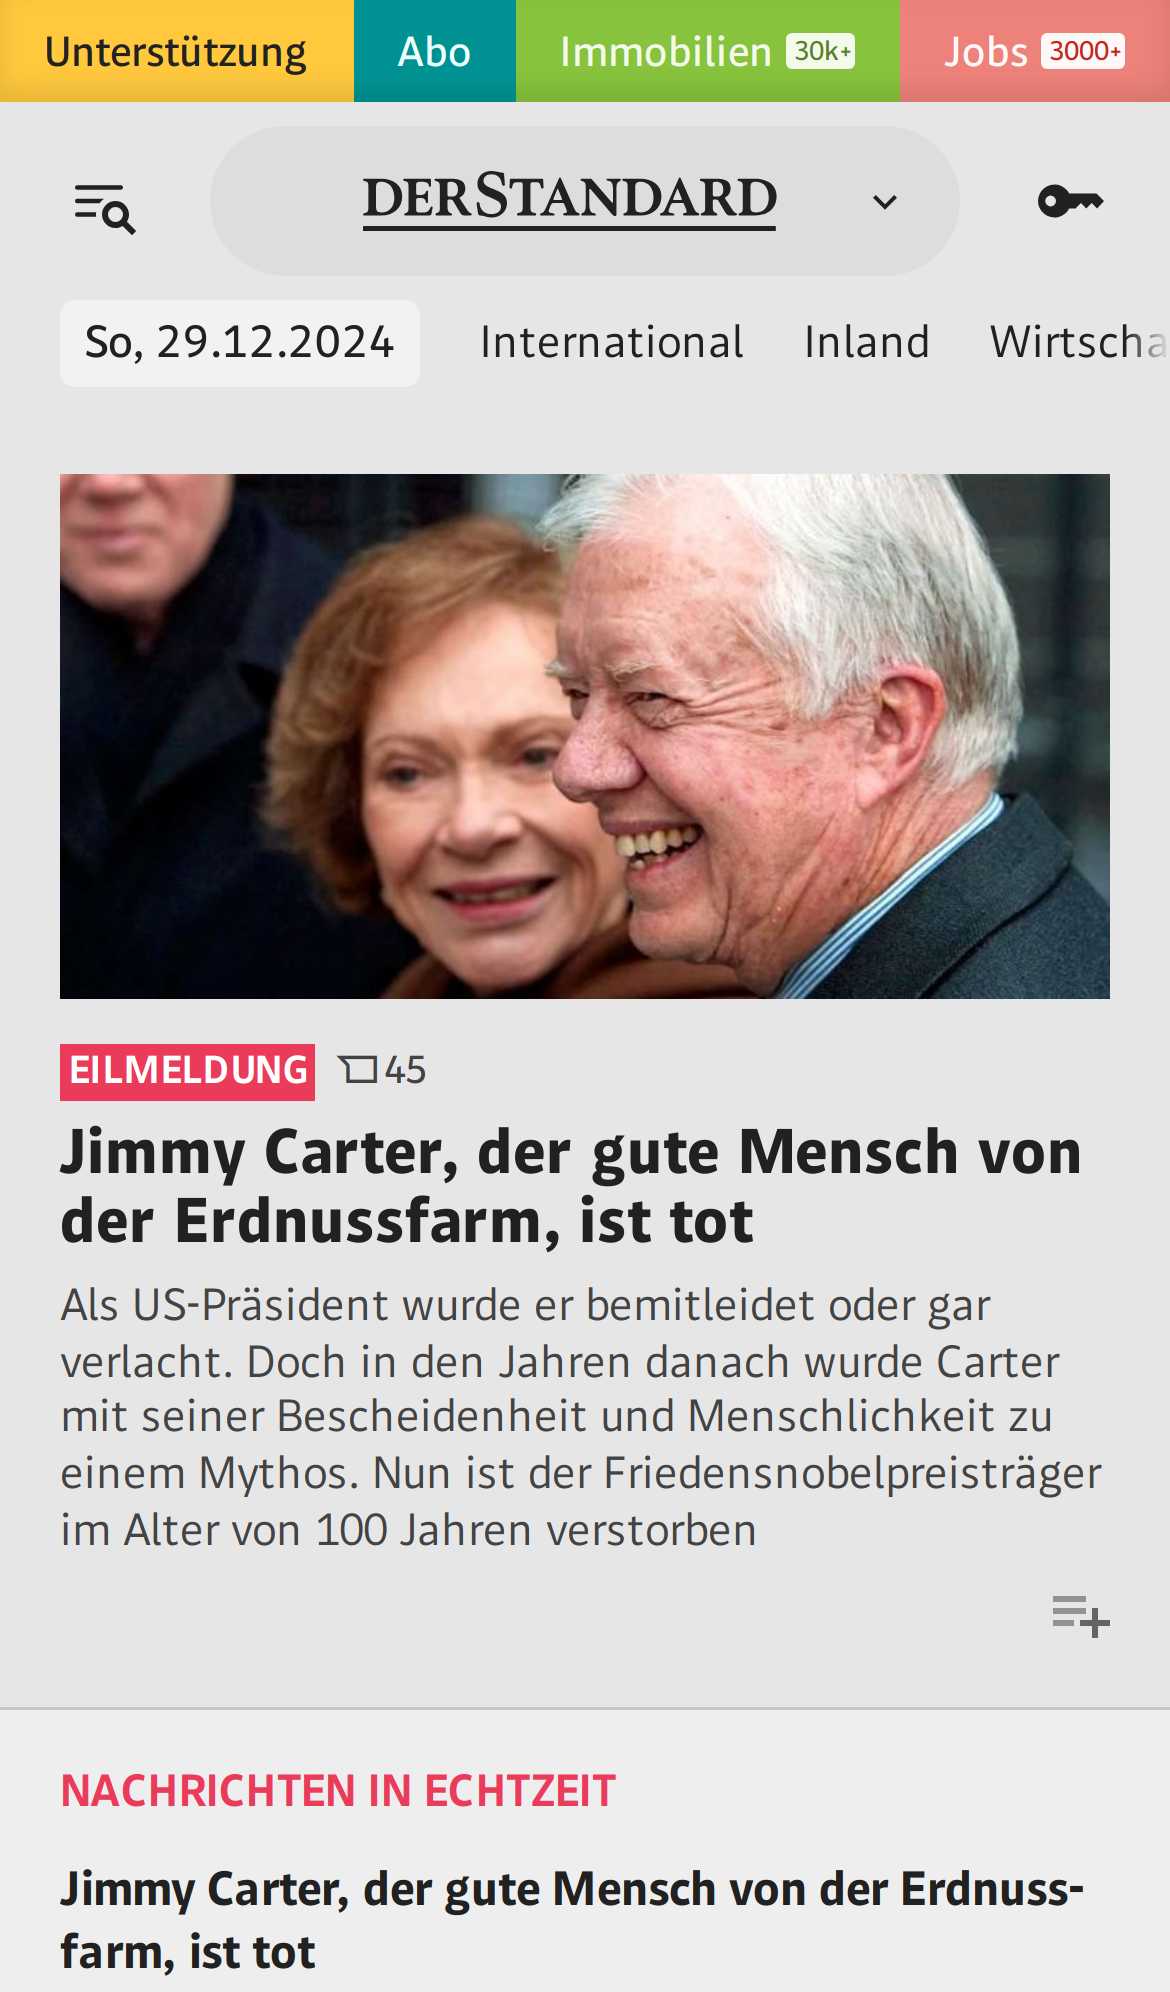 Unterstützung
Abo
Immobilien 30k+
Jobs 3000+
DERSTANDARD
So, 29.12.2024
International
Inland
Wirtscha
EILMELDUNG 45
Jimmy Carter, der gute Mensch von
der Erdnussfarm, ist tot
Als US-Präsident wurde er bemitleidet oder gar
verlacht. Doch in den Jahren danach wurde Carter
mit seiner Bescheidenheit und Menschlichkeit zu
einem Mythos. Nun ist der Friedensnobelpreisträger
im Alter von 100 Jahren verstorben
NACHRICHTEN IN ECHTZEIT
Jimmy Carter, der gute Mensch von der Erdnuss-
farm, ist tot